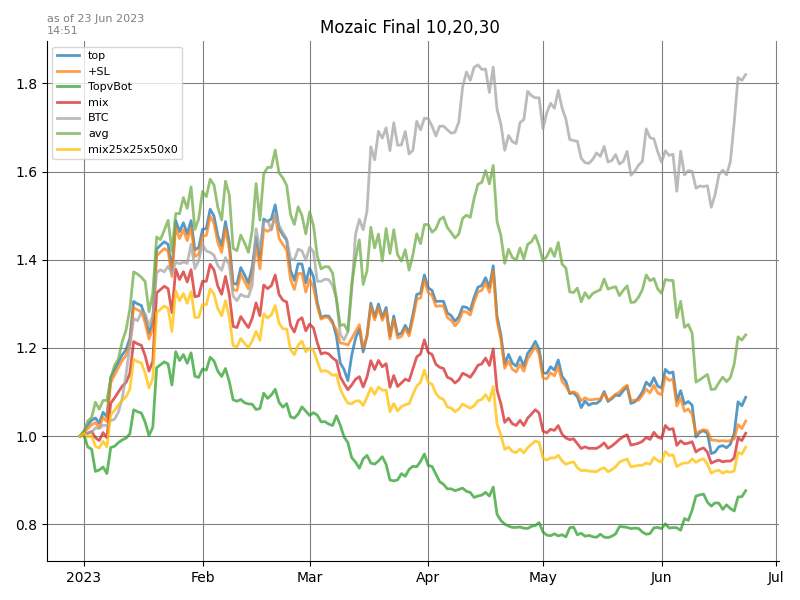 as of 23 Jun 2023
14:51
Mozaic Final 10,20,30
top
+SL
TopvBot
mix
BTC
avg
mix25x25x50x0
1.8
1.6
1.4
1.2
1.0
0.8
2023 Feb Mar Apr May Jun Jul